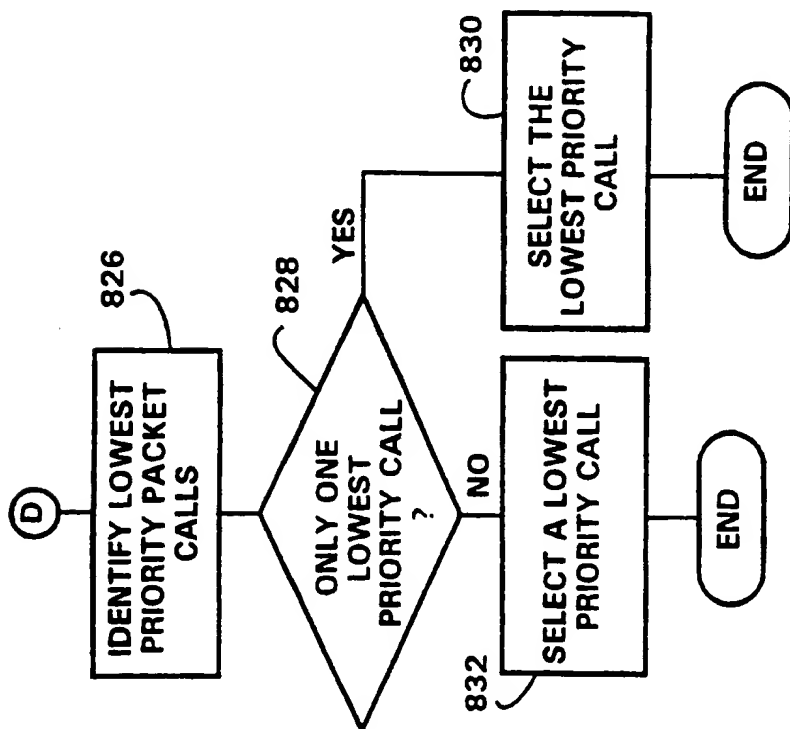 D
826
IDENTIFY LOWEST
PRIORITY PACKET
CALLS
828
ONLY ONE
LOWEST
PRIORITY CALL
?
YES
NO
830
SELECT THE
LOWEST PRIORITY
CALL
END
832
SELECT A LOWEST
PRIORITY CALL
END